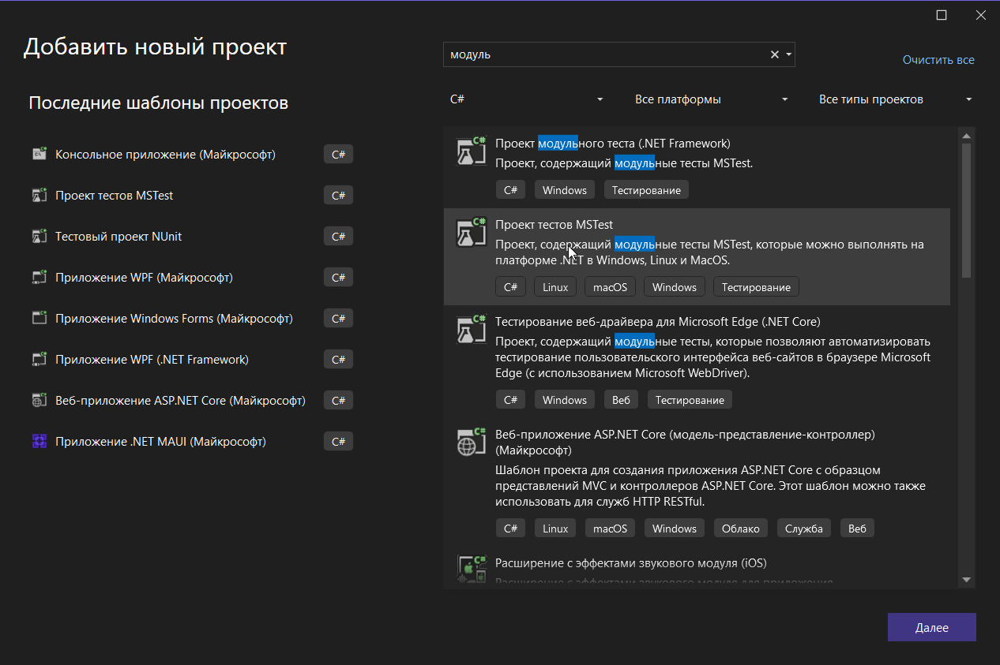 Добавить новый проект
модуль
Очистить все
Последние шаблоны проектов
C#
Все платформы
Все типы проектов
Консольное приложение (Майкрософт)
C#
Проект тестов MSTest
C#
Тестовый проект NUnit
C#
Приложение WPF (Майкрософт)
C#
Приложение Windows Forms (Майкрософт)
C#
Приложение WPF (.NET Framework)
C#
Веб-приложение ASP.NET Core (Майкрософт)
C#
Приложение .NET MAUI (Майкрософт)
C#
Проект модульного теста (.NET Framework)
Проект, содержащий модульные тесты MSTest.
C# Windows Тестирование
Проект тестов MSTest
Проект, содержащий модульные тесты MSTest, которые можно выполнять на
платформе .NET в Windows, Linux и MacOS.
C# Linux macOS Windows Тестирование
Тестирование веб-драйвера для Microsoft Edge (.NET Core)
Проект, содержащий модульные тесты, которые позволяют автоматизировать
тестирование пользовательского интерфейса веб-сайтов в браузере Microsoft
Edge (с использованием Microsoft WebDriver).
C# Windows Веб Тестирование
Веб-приложение ASP.NET Core (модель-представление-контроллер)
(Майкрософт)
Шаблон проекта для создания приложения ASP.NET Core с образцом
представлений MVC и контроллеров ASP.NET Core. Этот шаблон можно также
использовать для служб HTTP RESTful.
C# Linux macOS Windows Облако Служба Веб
Расширение с эффектами звукового модуля (iOS)
Расширение с эффектами звукового модуля для приложения
Далее